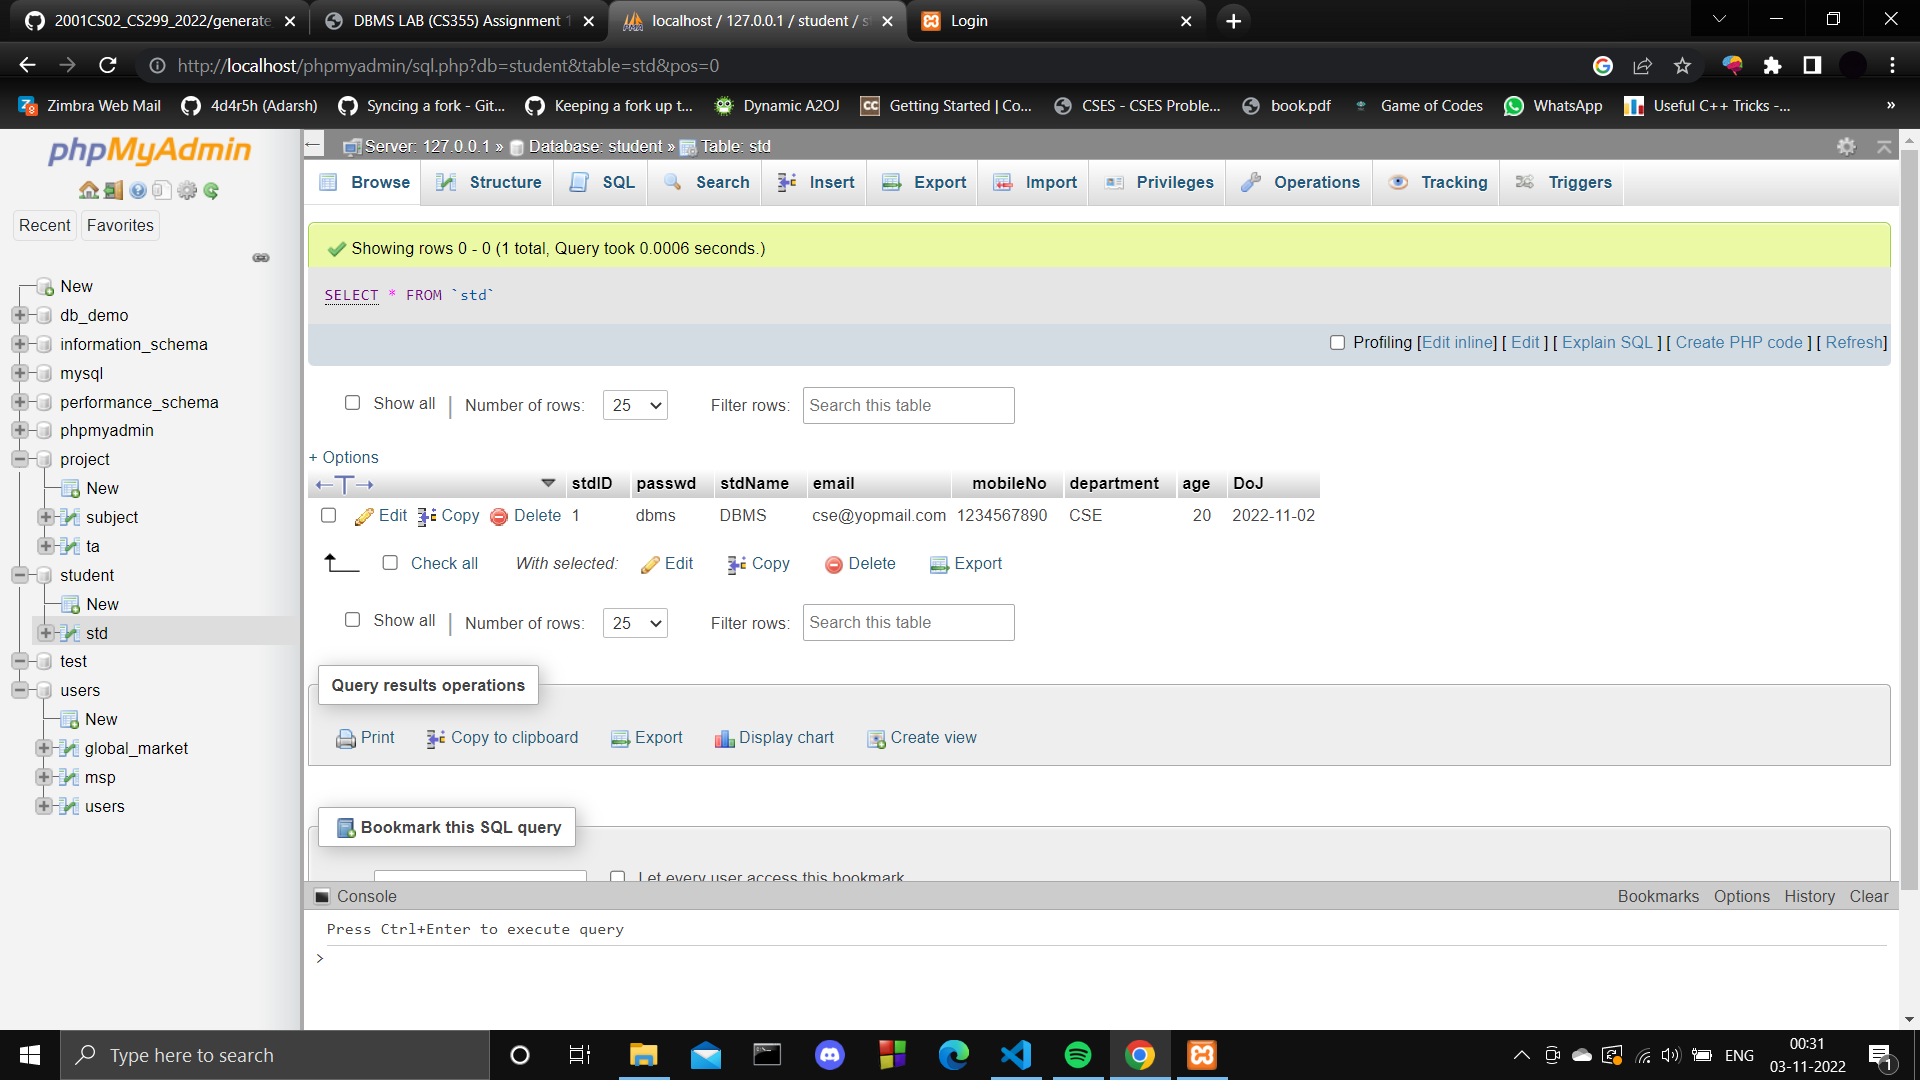 2001CS02_CS299_2022/generate
DBMS LAB (CS355) Assignment 1
localhost / 127.0.0.1 / student / s
Login
http://localhost/phpmyadmin/sql.php?db=student&table=std&pos=0
Zimbra Web Mail
4d4r5h (Adarsh)
Syncing a fork - Git...
Keeping a fork up t...
Dynamic A2OJ
CC Getting Started | Co...
CSES - CSES Proble...
book.pdf
Game of Codes
WhatsApp
Useful C++ Tricks -...
»
phpMyAdmin
Recent Favorites
New
db_demo
information_schema
mysql
performance_schema
phpmyadmin
project
New
subject
ta
student
New
std
test
users
New
global_market
msp
users
Server: 127.0.0.1 » Database: student » Table: std
Browse Structure SQL Search Insert Export Import Privileges Operations Tracking Triggers
Showing rows 0 - 0 (1 total, Query took 0.0006 seconds.)
SELECT * FROM `std`
Profiling [Edit inline] [ Edit ] [ Explain SQL ] [ Create PHP code ] [ Refresh]
Show all | Number of rows: 25 Filter rows: Search this table
+ Options
stdID passwd stdName email mobileNo department age DoJ
Edit Copy Delete 1 dbms DBMS cse@yopmail.com 1234567890 CSE 20 2022-11-02
Check all With selected: Edit Copy Delete Export
Show all | Number of rows: 25 Filter rows: Search this table
Query results operations
Print Copy to clipboard Export Display chart Create view
Bookmark this SQL query
Let every user access this bookmark
Console Bookmarks Options History Clear
Press Ctrl+Enter to execute query
>
Type here to search
ENG
00:31
03-11-2022
1